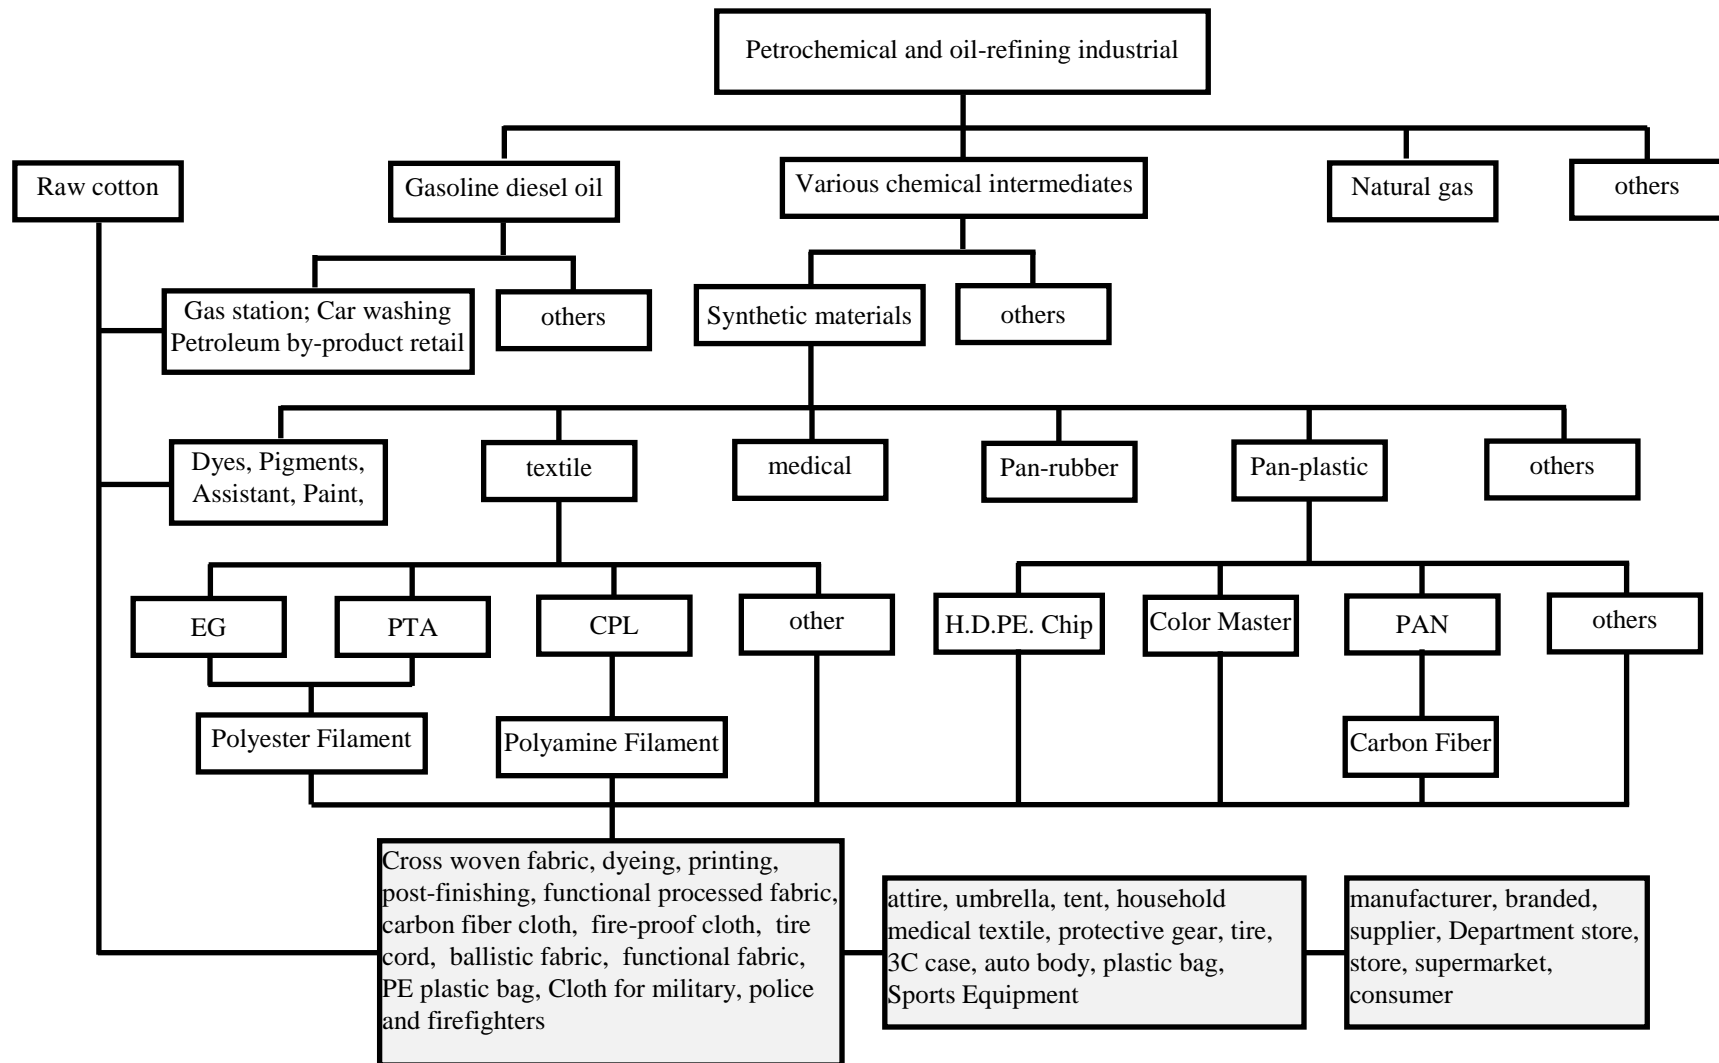 Petrochemical and oil-refining industrial
Raw cotton
Gasoline diesel oil
Various chemical intermediates
Natural gas
others
Gas station; Car washing
Petroleum by-product retail
others
Synthetic materials
others
Dyes, Pigments,
Assistant, Paint,
textile
medical
Pan-rubber
Pan-plastic
others
EG
PTA
CPL
other
H.D.PE. Chip
Color Master
PAN
others
Polyester Filament
Polyamine Filament
Carbon Fiber
Cross woven fabric, dyeing, printing,
post-finishing, functional processed fabric,
carbon fiber cloth, fire-proof cloth, tire
cord, ballistic fabric, functional fabric,
PE plastic bag, Cloth for military, police
and firefighters
attire, umbrella, tent, household
medical textile, protective gear, tire,
3C case, auto body, plastic bag,
Sports Equipment
manufacturer, branded,
supplier, Department store,
store, supermarket,
consumer